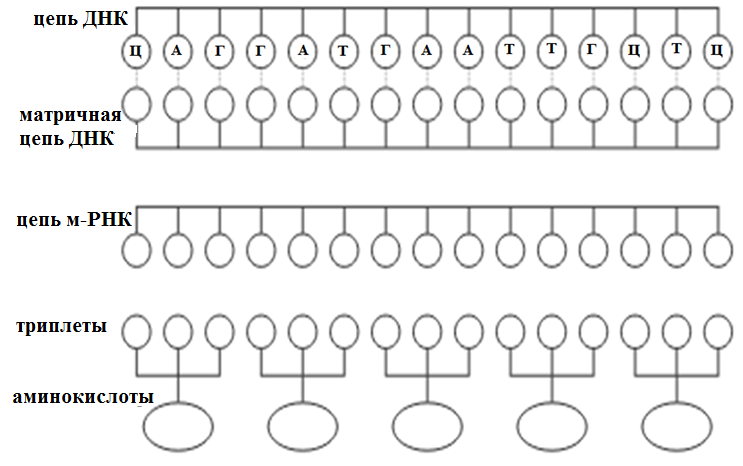 цепь ДНК
Ц А Г Г А Т Г А А Т Т Г Ц Т Ц
матричная
цепь ДНК
цепь м-РНК
триплеты
аминокислоты